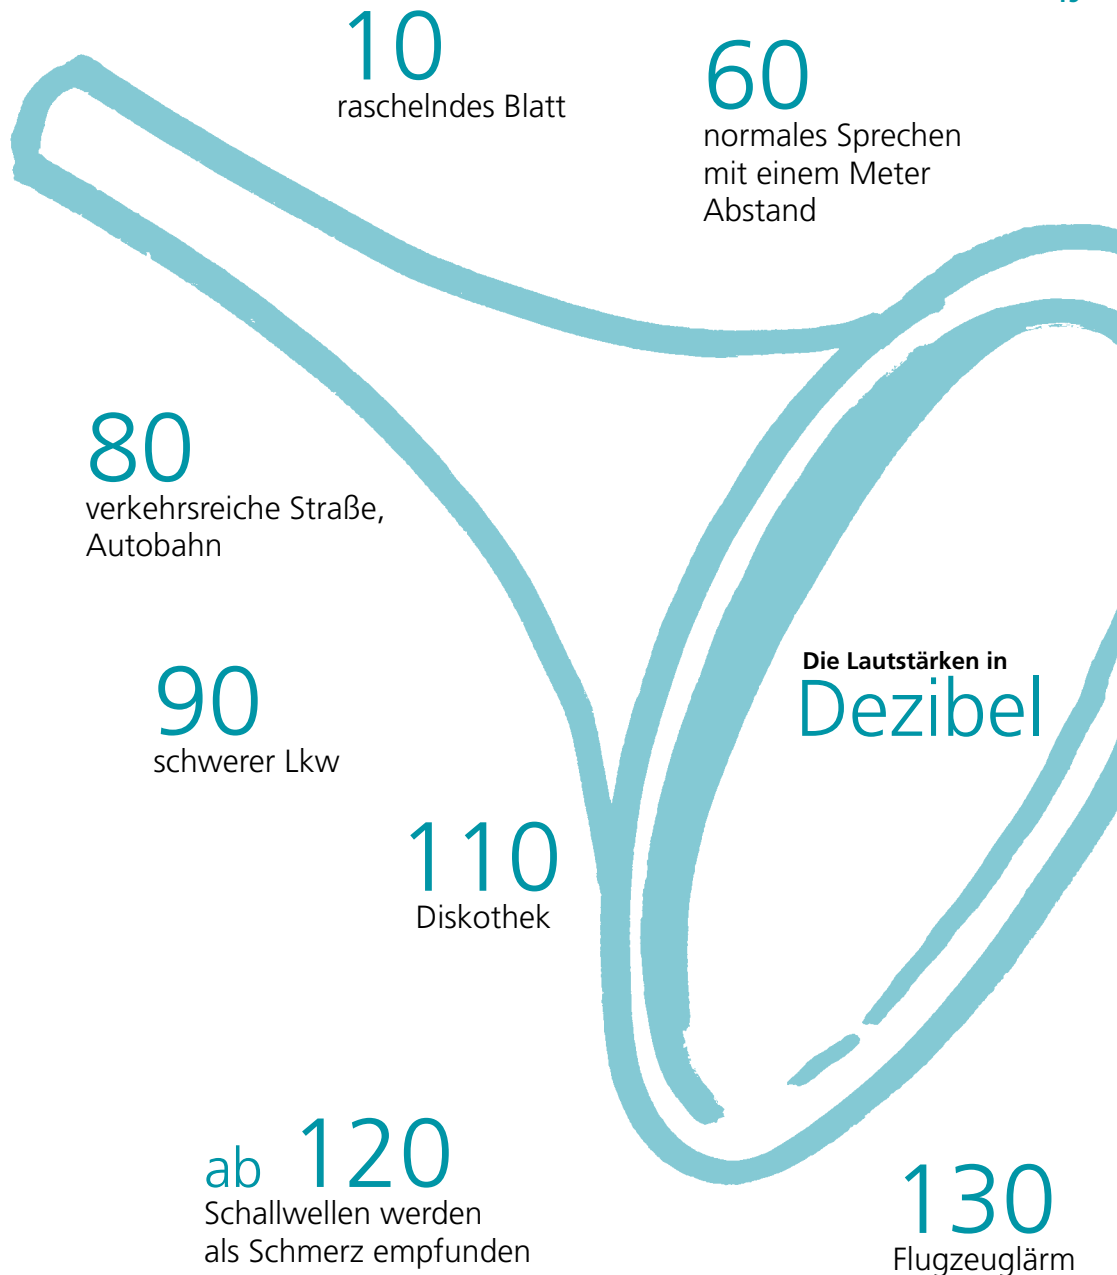 10
raschelndes Blatt
60
normales Sprechen
mit einem Meter
Abstand
80
verkehrsreiche Straße,
Autobahn
90
schwerer Lkw
Die Lautstärken in
Dezibel
110
Diskothek
ab 120
Schallwellen werden
als Schmerz empfunden
130
Flugzeuglärm